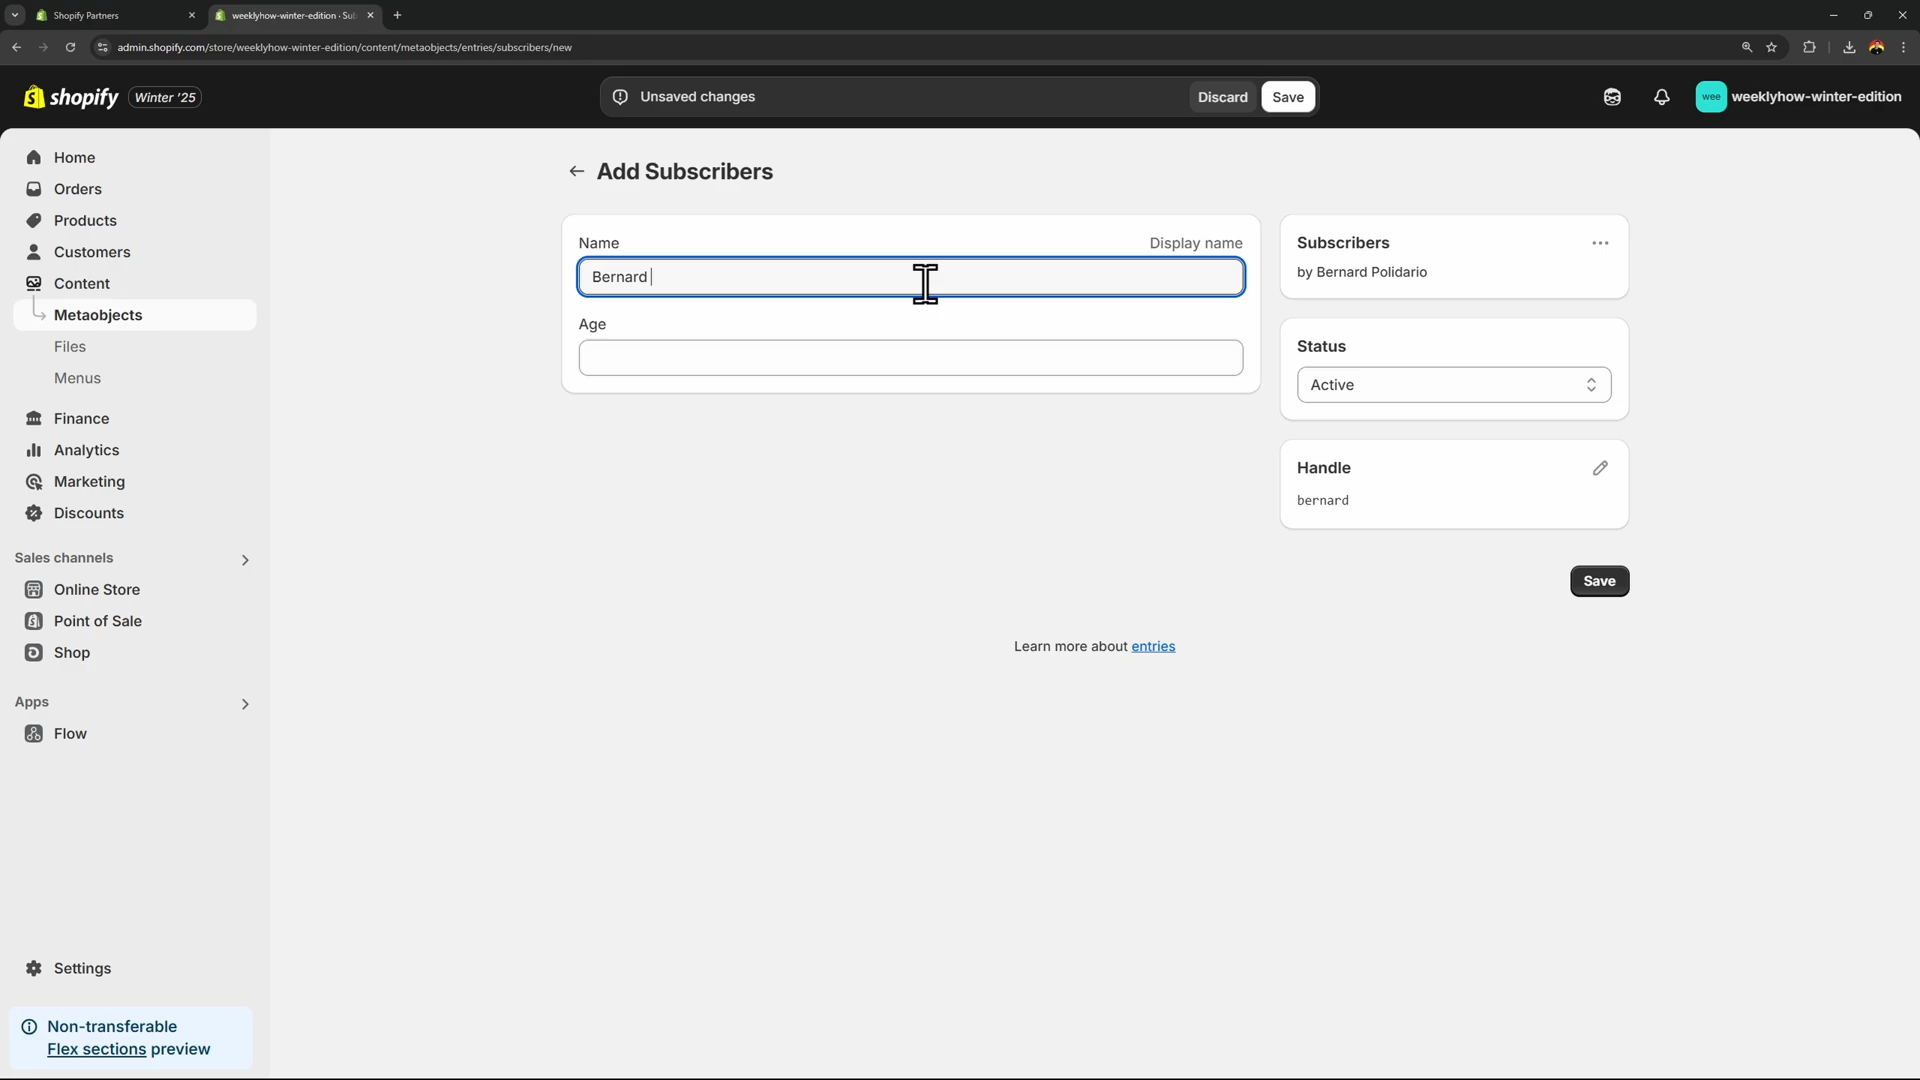 Shopify Partners
weeklyhow-winter-edition · Sub
admin.shopify.com/store/weeklyhow-winter-edition/content/metaobjects/entries/subscribers/new
shopify
Winter '25
Unsaved changes
Discard
Save
wee
weeklyhow-winter-edition
Home
Orders
Products
Customers
Content
Metaobjects
Files
Menus
Finance
Analytics
Marketing
Discounts
Sales channels
Online Store
Point of Sale
Shop
Apps
Flow
Settings
Non-transferable
Flex sections preview
Add Subscribers
Name
Display name
Bernard
Age
Subscribers
by Bernard Polidario
Status
Active
Handle
bernard
Save
Learn more about entries